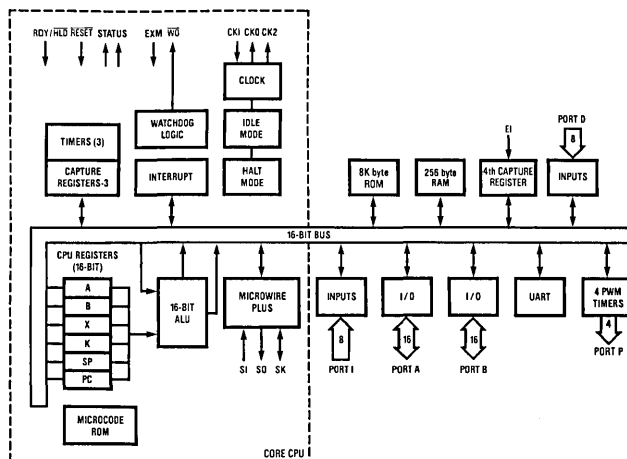 RDY/HLD RESET STATUS EXM WO CKI CKO CK2
CLOCK
TIMERS (3)
CAPTURE
REGISTERS-3
WATCHDOG
LOGIC
INTERRUPT
IDLE
MODE
HALT
MODE
EI
PORT D
8
8K byte
ROM
256 byte
RAM
4th CAPTURE
REGISTER
INPUTS
16-BIT BUS
CPU REGISTERS
(16-BIT)
A
B
X
K
SP
PC
16-BIT
ALU
MICROWIRE
PLUS
SI SO SK
INPUTS
8
PORT I
I/O
16
PORT A
I/O
16
PORT B
UART
4 PWM
TIMERS
4
PORT P
MICROCODE
ROM
CORE CPU